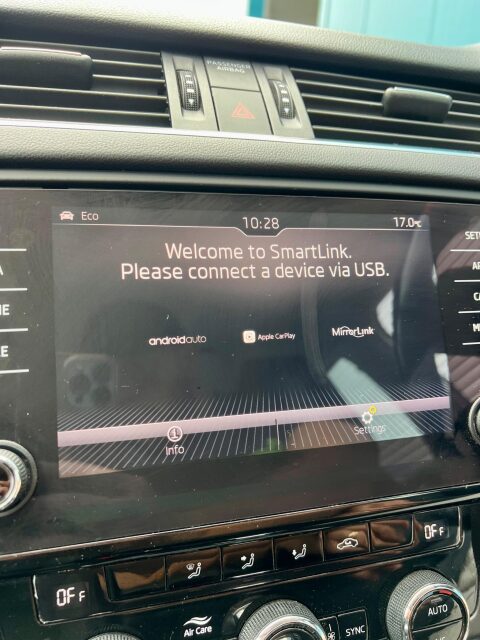 PASSENGER
AIRBAG
Eco
10:28
17.0°C
Welcome to SmartLink.
Please connect a device via USB.
androidauto
Apple CarPlay
MirrorLink
Info
Settings
OFF
OFF
Air Care
SYNC
AUTO